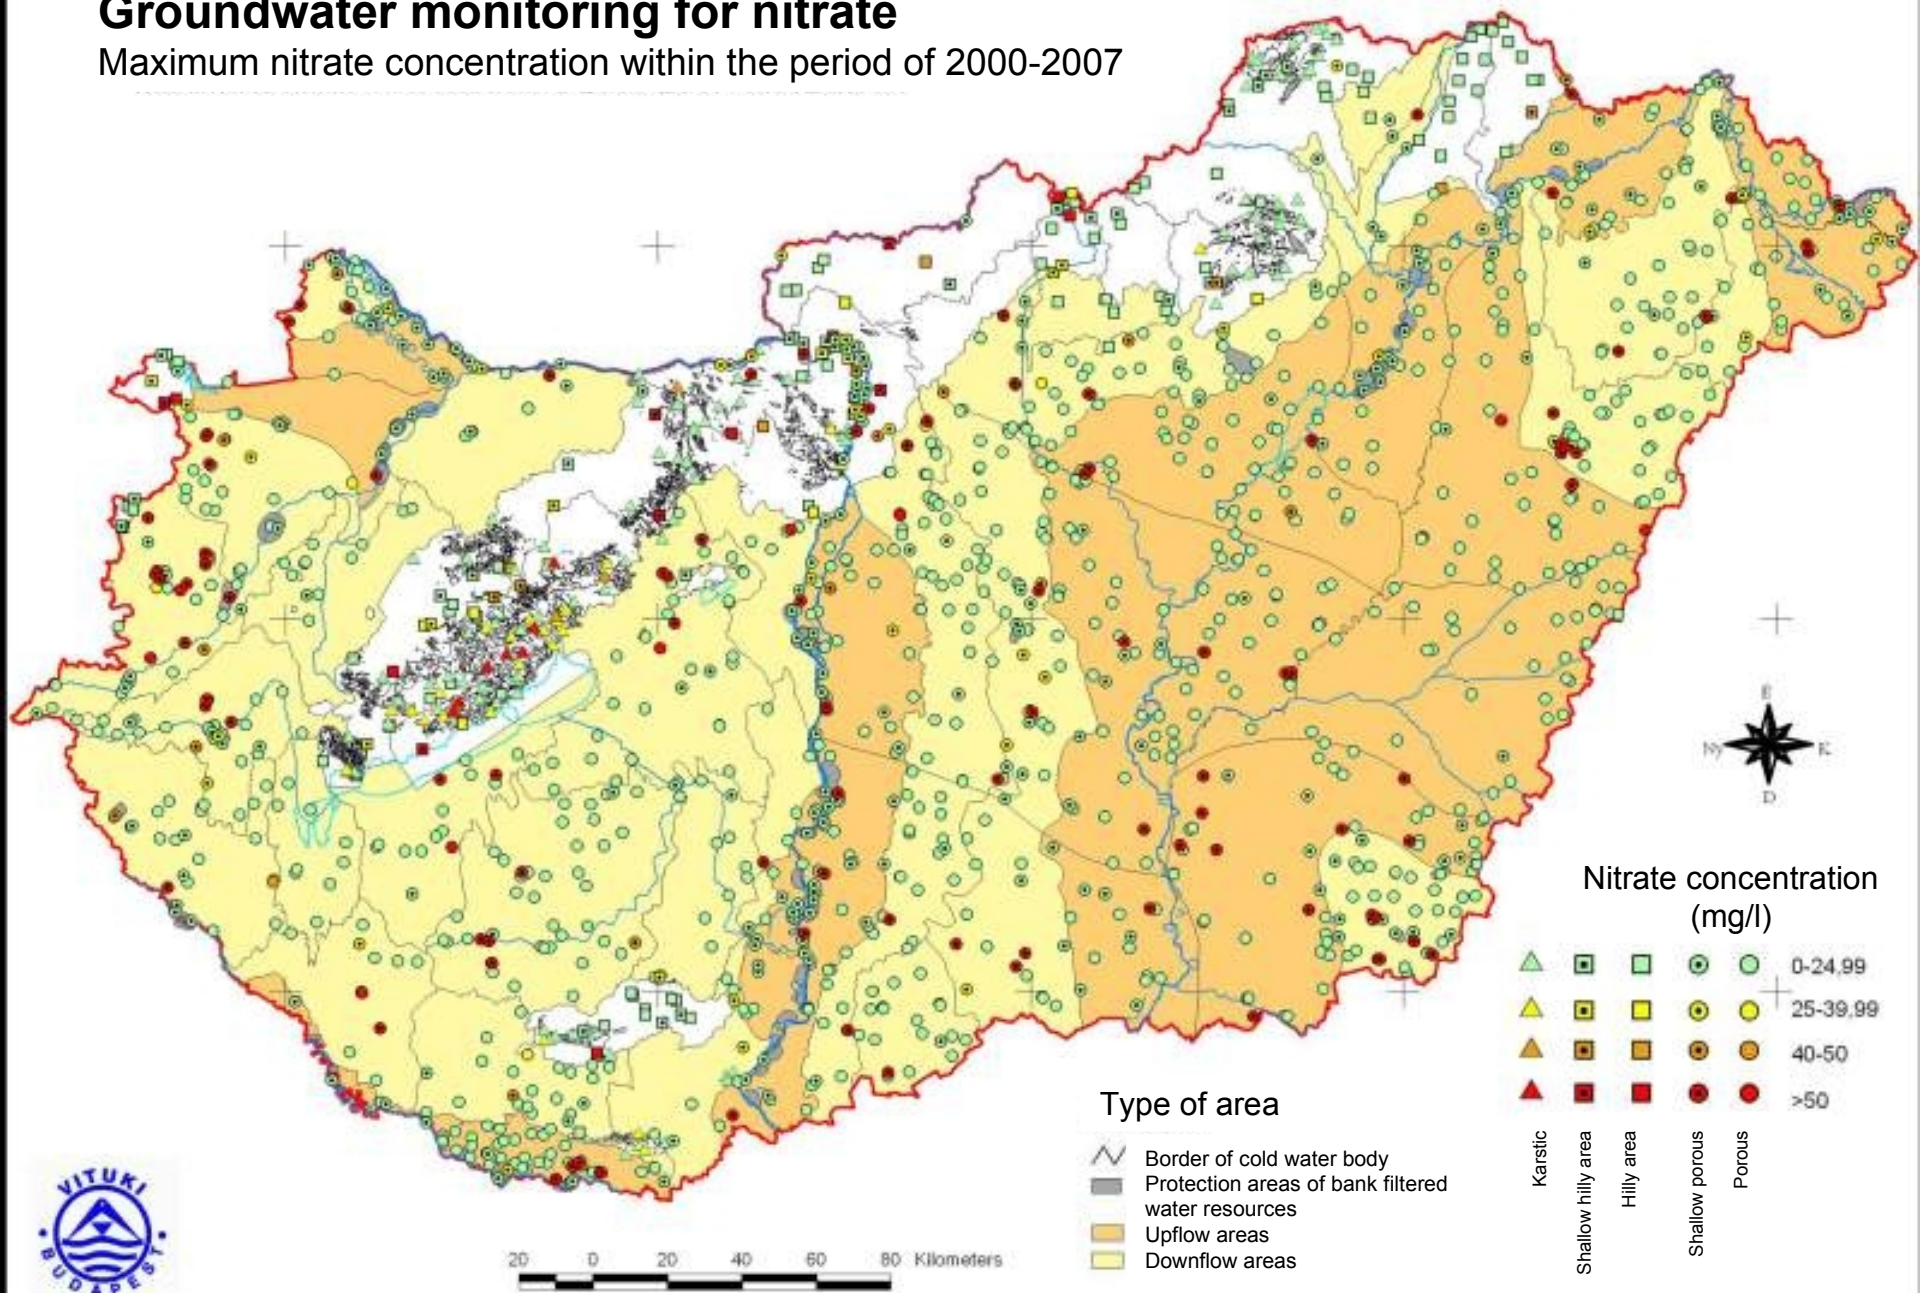 Groundwater monitoring for nitrate
Maximum nitrate concentration within the period of 2000-2007
É
Ny
K
D
Nitrate concentration
(mg/l)
0-24,99
25-39,99
40-50
>50
Karstic
Shallow hilly area
Hilly area
Shallow porous
Porous
Type of area
Border of cold water body
Protection areas of bank filtered
water resources
Upflow areas
Downflow areas
20 0 20 40 60 80 Kilometers
VITUKI
BUDAPEST